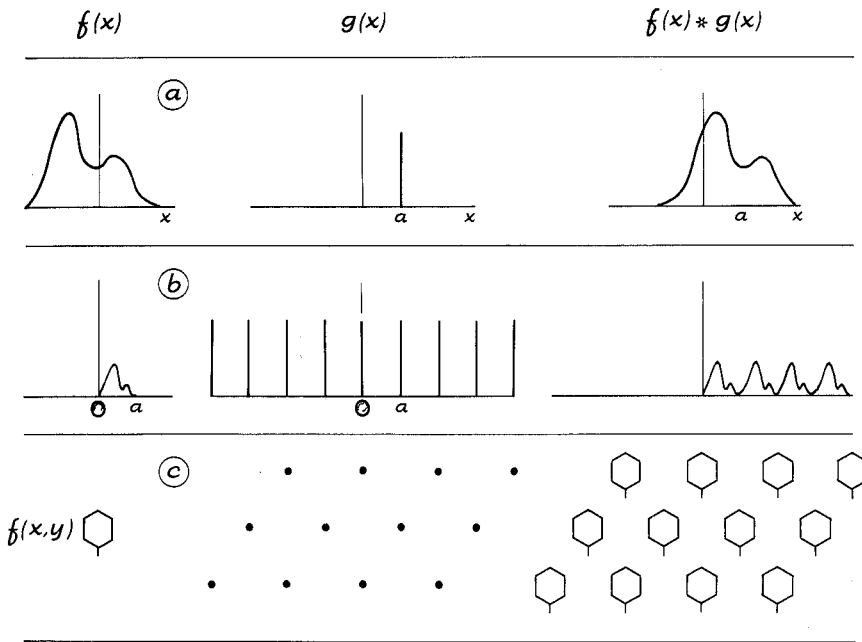 f(x) g(x) f(x) * g(x)
a
x a x a x
b
O a O a
c
f(x,y)